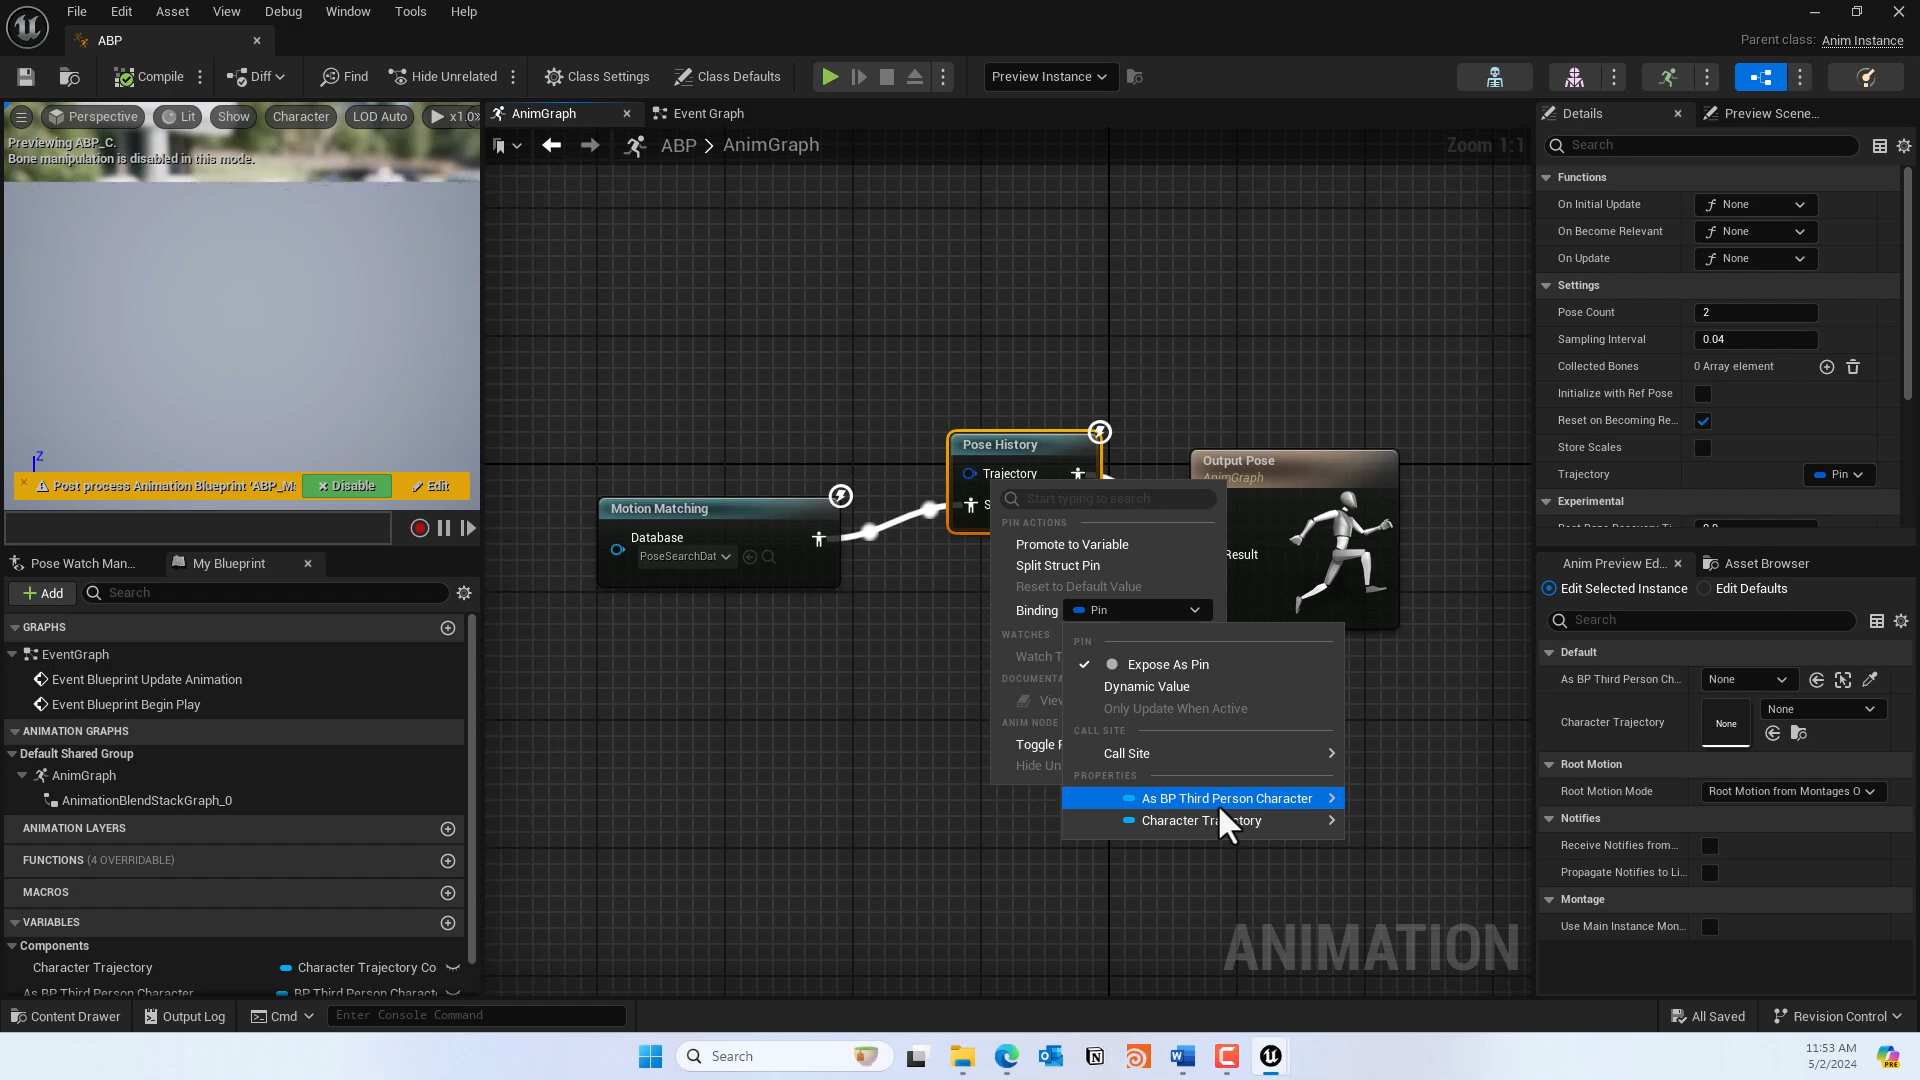 File Edit Asset View Debug Window Tools Help
ABP
Parent class: Anim Instance
Compile Diff Find Hide Unrelated Class Settings Class Defaults Preview Instance
Perspective Lit Show Character LOD Auto x1.0
Previewing ABP_C.
Bone manipulation is disabled in this mode.
Z
Post process Animation Blueprint 'ABP_M Disable Edit
AnimGraph Event Graph
ABP > AnimGraph
Zoom 1:1
Motion Matching
Database
PoseSearchDat
Pose History
Trajectory
S
Output Pose
AnimGraph
Result
Start typing to search
PIN ACTIONS
Promote to Variable
Split Struct Pin
Reset to Default Value
Binding Pin
WATCHES
Watch T
DOCUMENTA
View
ANIM NODE
Toggle
Hide Un
PIN
Expose As Pin
Dynamic Value
Only Update When Active
CALL SITE
Call Site
PROPERTIES
As BP Third Person Character
Character Trajectory
ANIMATION
Pose Watch Man... My Blueprint
Add Search
GRAPHS
EventGraph
Event Blueprint Update Animation
Event Blueprint Begin Play
ANIMATION GRAPHS
Default Shared Group
AnimGraph
AnimationBlendStackGraph_0
ANIMATION LAYERS
FUNCTIONS (4 OVERRIDABLE)
MACROS
VARIABLES
Components
Character Trajectory Character Trajectory Co
As BP Third Person Character BP Third Person Charact
Details Preview Scene...
Search
Functions
On Initial Update None
On Become Relevant None
On Update None
Settings
Pose Count 2
Sampling Interval 0.04
Collected Bones 0 Array element
Initialize with Ref Pose
Reset on Becoming Re...
Store Scales
Trajectory Pin
Experimental
Anim Preview Ed... Asset Browser
Edit Selected Instance Edit Defaults
Search
Default
As BP Third Person Ch... None
Character Trajectory None None
Root Motion
Root Motion Mode Root Motion from Montages O
Notifies
Receive Notifies from...
Propagate Notifies to Li...
Montage
Use Main Instance Mon...
Content Drawer Output Log Cmd Enter Console Command All Saved Revision Control
Search
11:53 AM
5/2/2024
PRE